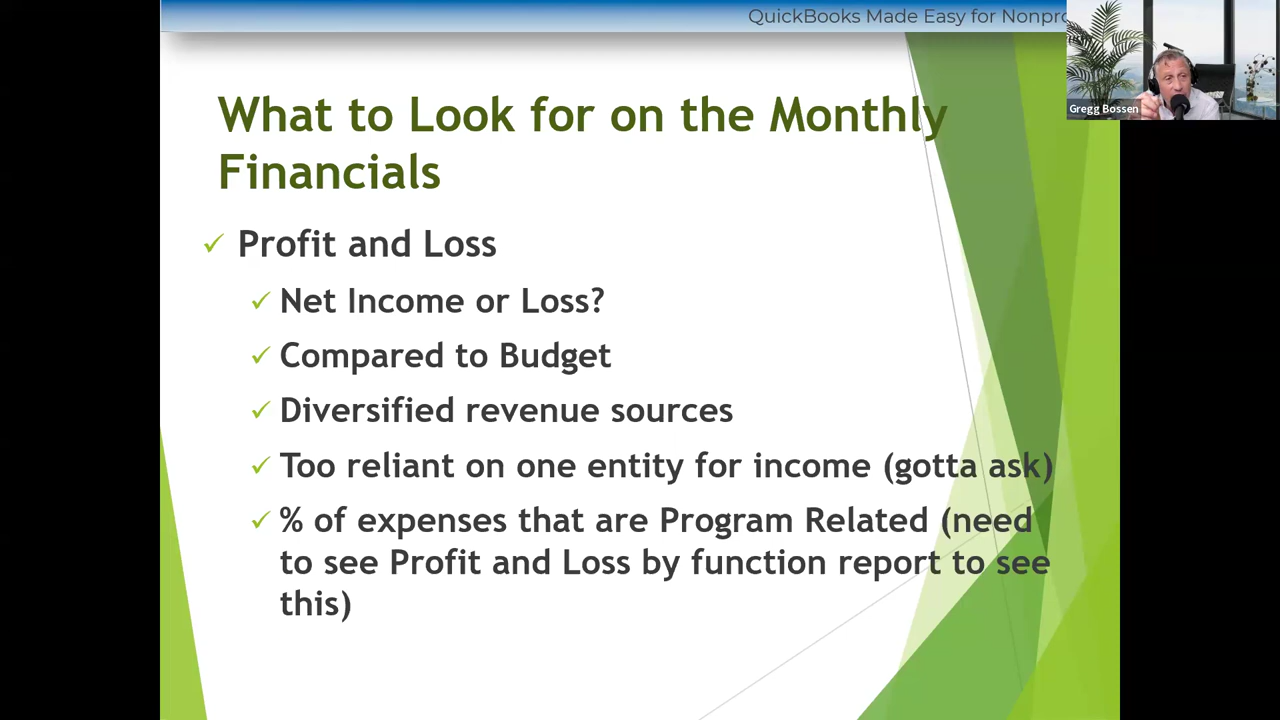 QuickBooks Made Easy for Nonpro
Gregg Bossen
What to Look for on the Monthly
Financials
✓ Profit and Loss
✓ Net Income or Loss?
✓ Compared to Budget
✓ Diversified revenue sources
✓ Too reliant on one entity for income (gotta ask)
✓ % of expenses that are Program Related (need
to see Profit and Loss by function report to see
this)